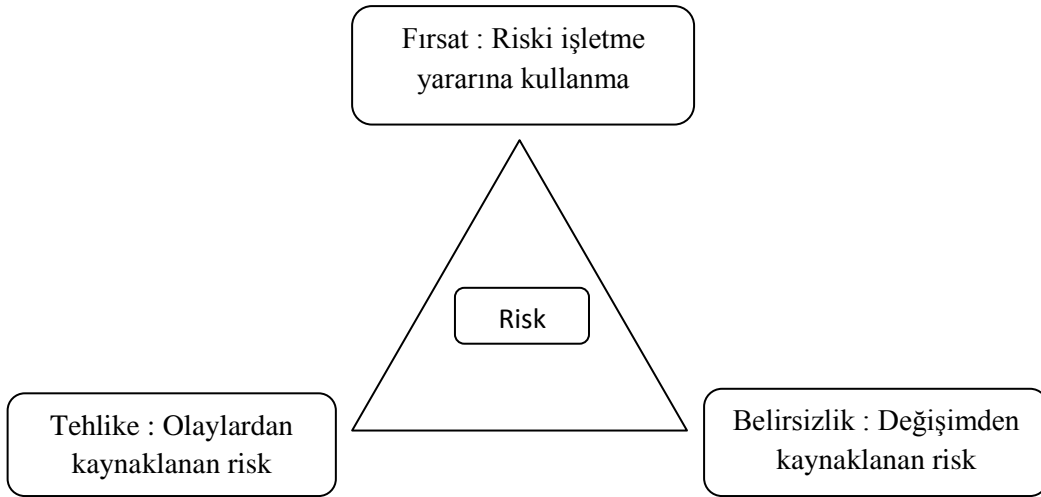 Fırsat : Riski işletme
yararına kullanma
Risk
Tehlike : Olaylardan
kaynaklanan risk
Belirsizlik : Değişimden
kaynaklanan risk